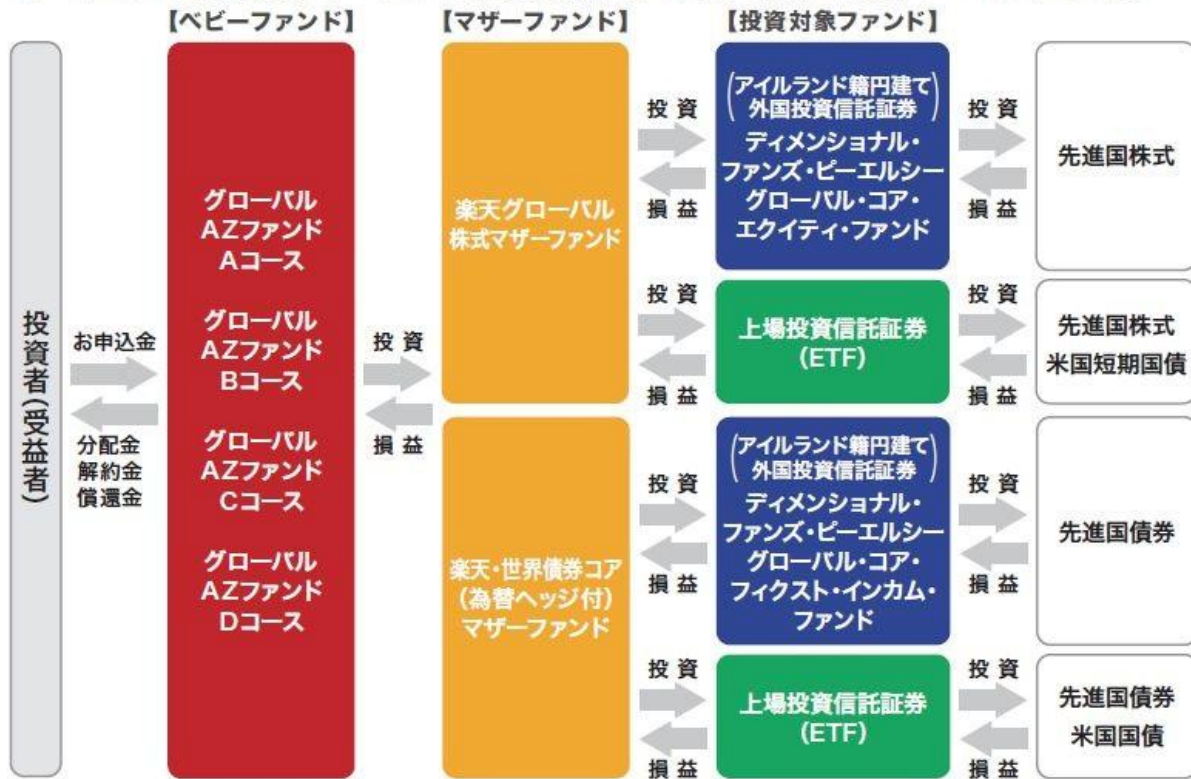 【ベビーファンド】
【マザーファンド】
【投資対象ファンド】
投資者(受益者)
お申込金
分配金
解約金
償還金
グローバル
AZファンド
Aコース
グローバル
AZファンド
Bコース
グローバル
AZファンド
Cコース
グローバル
AZファンド
Dコース
投資
損益
楽天グローバル
株式マザーファンド
楽天・世界債券コア
(為替ヘッジ付)
マザーファンド
投資
損益
投資
損益
投資
損益
投資
損益
(アイルランド籍円建て
外国投資信託証券)
ディメンショナル・
ファンズ・ピーエルシー
グローバル・コア・
エクイティ・ファンド
上場投資信託証券
(ETF)
(アイルランド籍円建て
外国投資信託証券)
ディメンショナル・
ファンズ・ピーエルシー
グローバル・コア・
フィクスト・インカム・
ファンド
上場投資信託証券
(ETF)
投資
損益
投資
損益
投資
損益
投資
損益
先進国株式
先進国株式
米国短期国債
先進国債券
先進国債券
米国国債